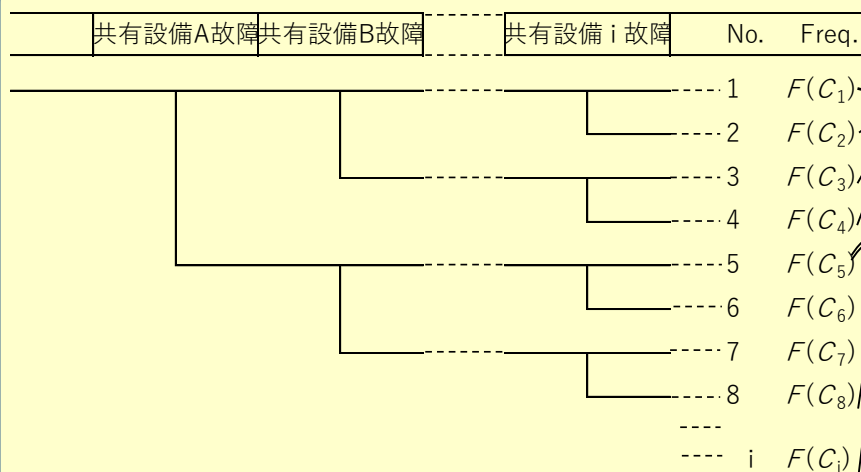 共有設備A故障 共有設備B故障 共有設備 i 故障 No. Freq.
1 F(C1)
2 F(C2)
3 F(C3)
4 F(C4)
5 F(C5)
6 F(C6)
7 F(C7)
8 F(C8)
i F(Ci)